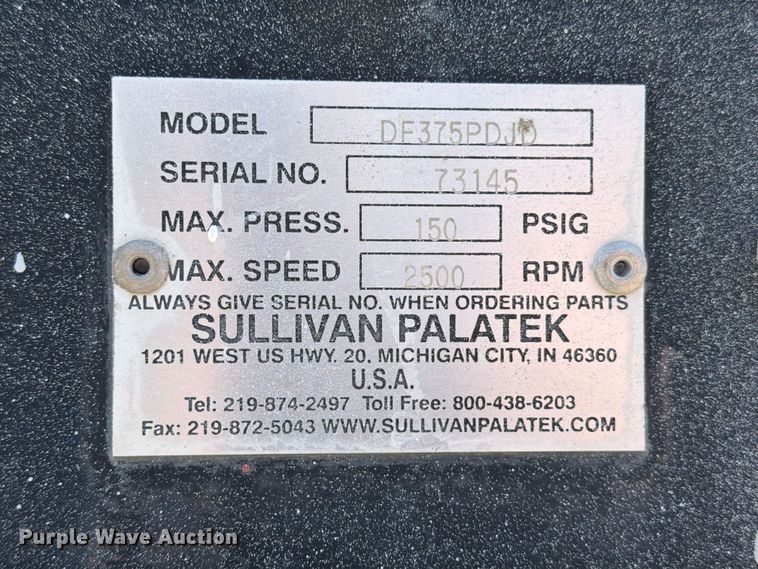 MODEL DF375PDJD
SERIAL NO. 73145
MAX. PRESS. 150 PSIG
MAX. SPEED 2500 RPM
ALWAYS GIVE SERIAL NO. WHEN ORDERING PARTS
SULLIVAN PALATEK
1201 WEST US HWY. 20, MICHIGAN CITY, IN 46360
U.S.A.
Tel: 219-874-2497 Toll Free: 800-438-6203
Fax: 219-872-5043 WWW.SULLIVANPALATEK.COM
Purple Wave Auction